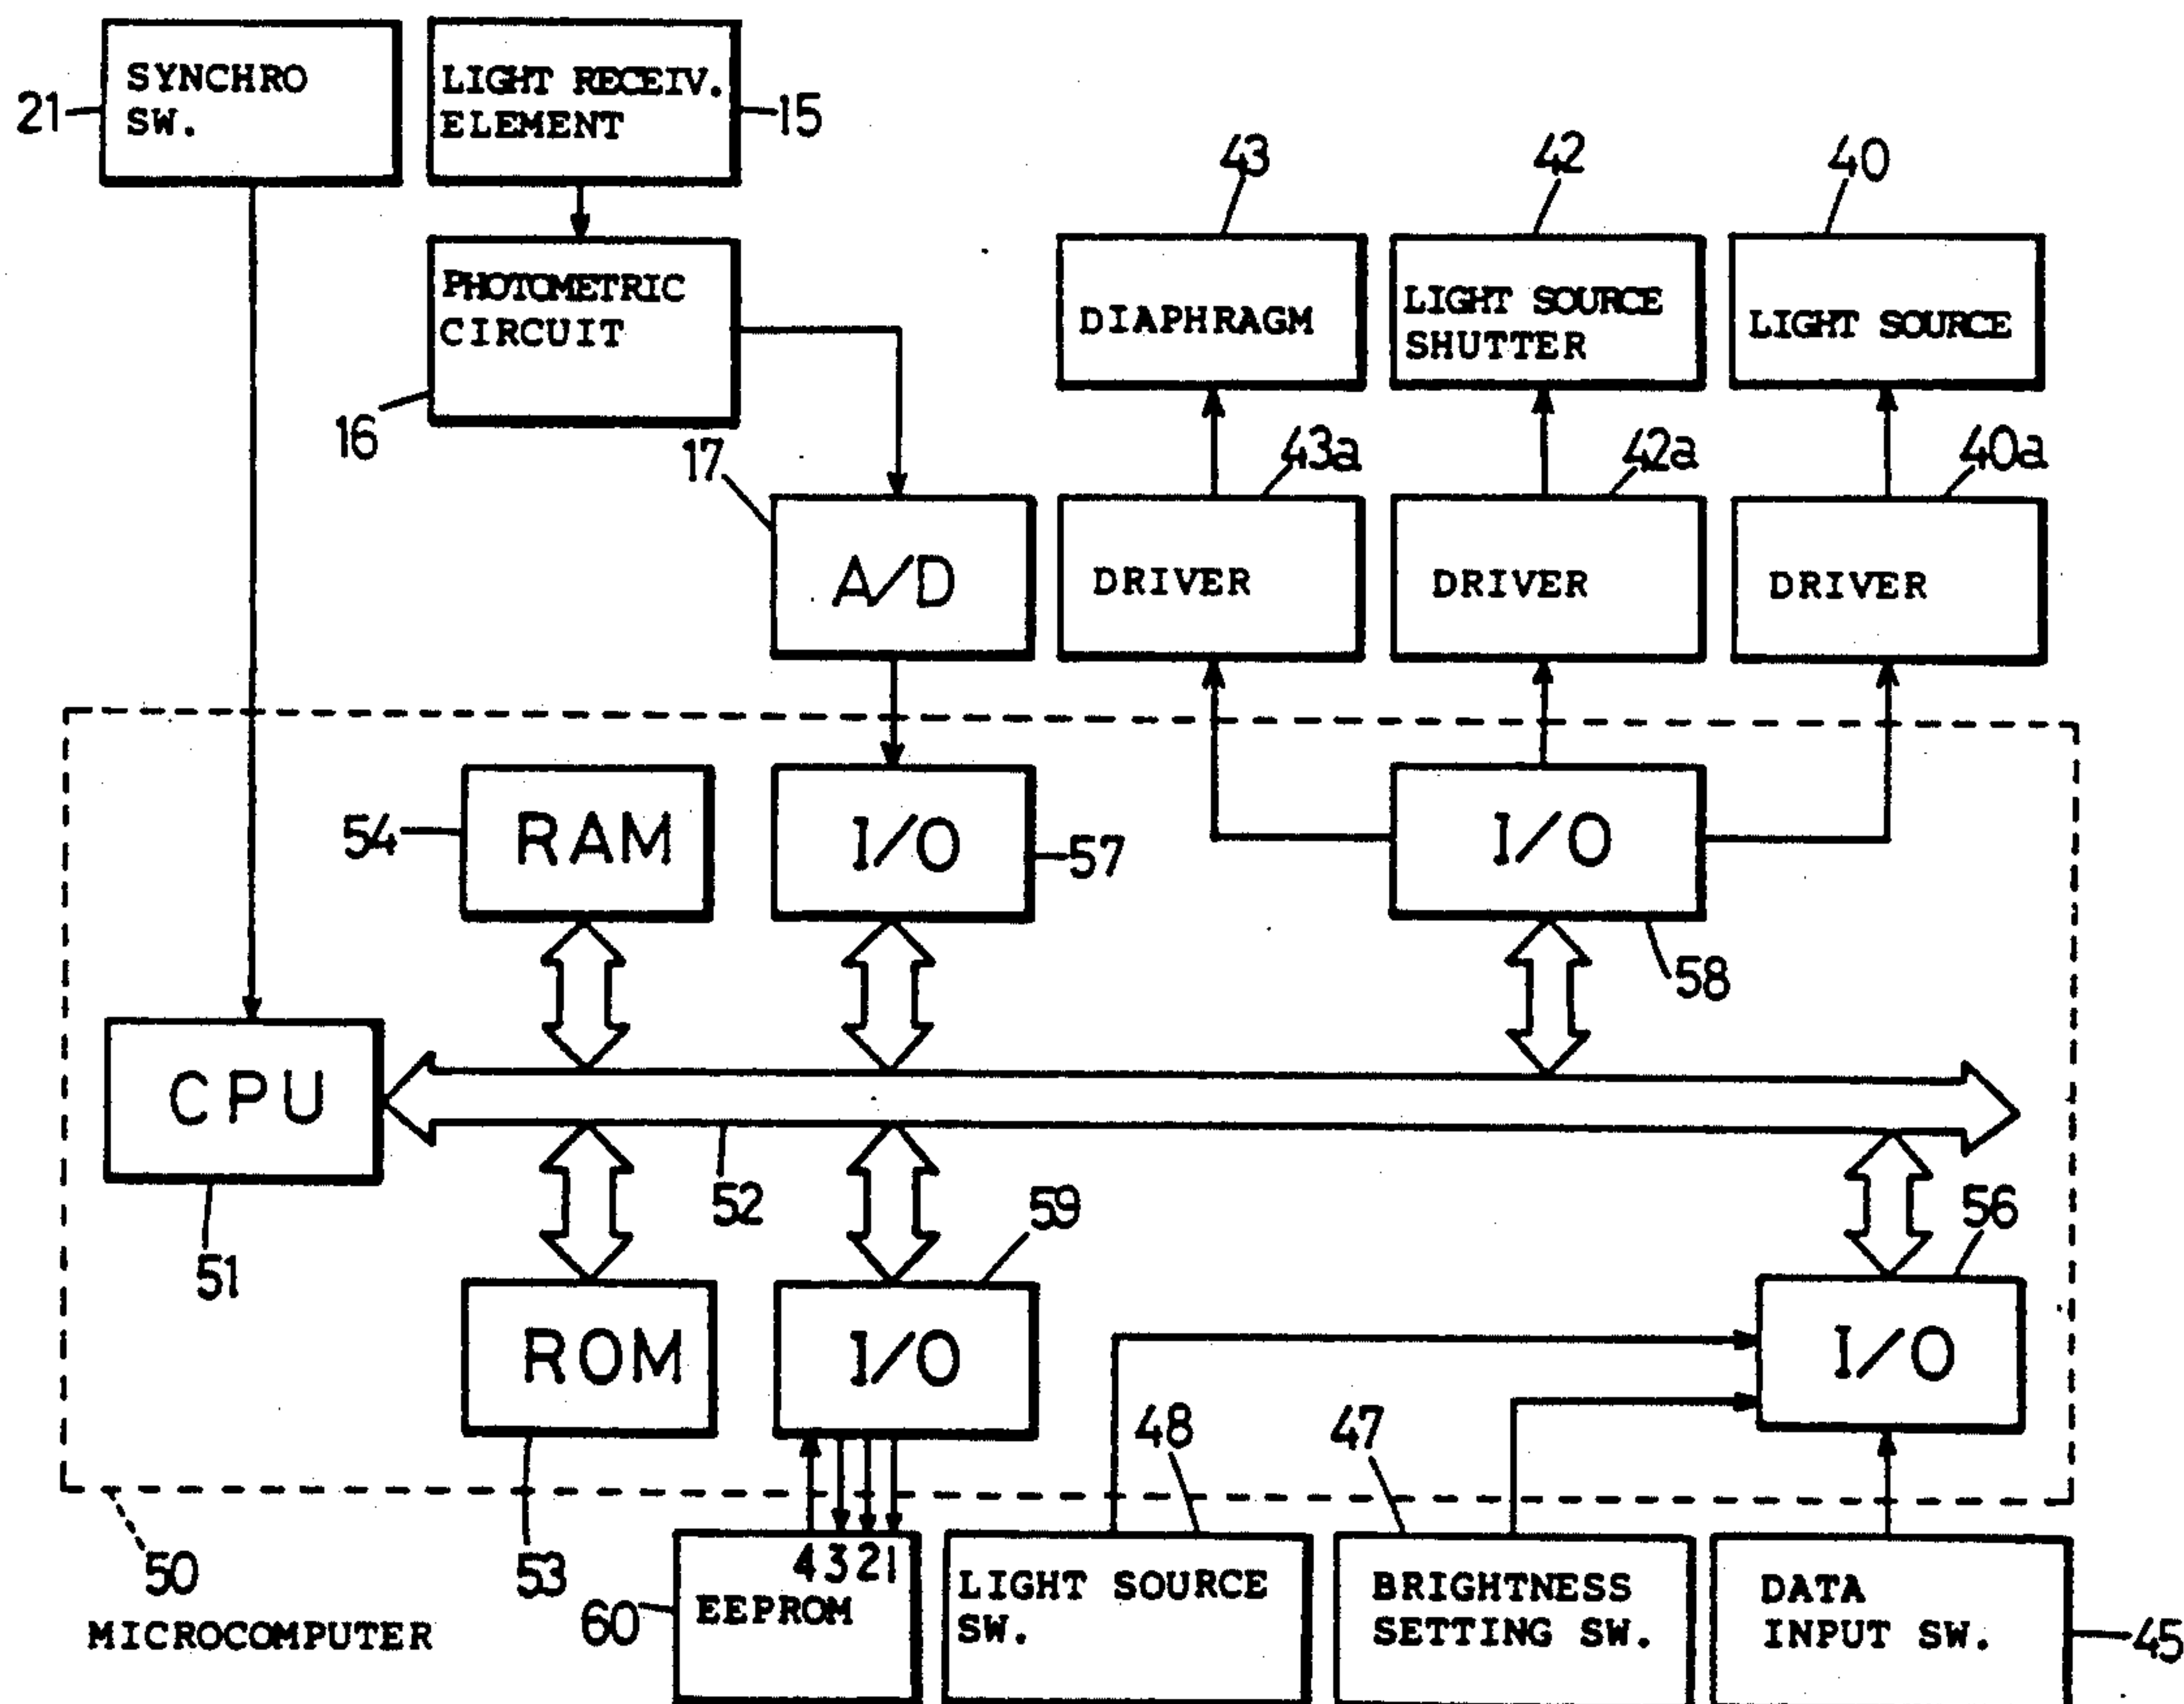 SYNCHRO
SW.
21
LIGHT RECEIV.
ELEMENT
15
PHOTOMETRIC
CIRCUIT
16
17
A/D
43
DIAPHRAGM
42
LIGHT SOURCE
SHUTTER
40
LIGHT SOURCE
43a
DRIVER
42a
DRIVER
40a
DRIVER
54
RAM
I/O
57
I/O
58
CPU
51
52
ROM
53
59
I/O
56
I/O
50
MICROCOMPUTER
4321
EEPROM
60
48
LIGHT SOURCE
SW.
47
BRIGHTNESS
SETTING SW.
DATA
INPUT SW.
45